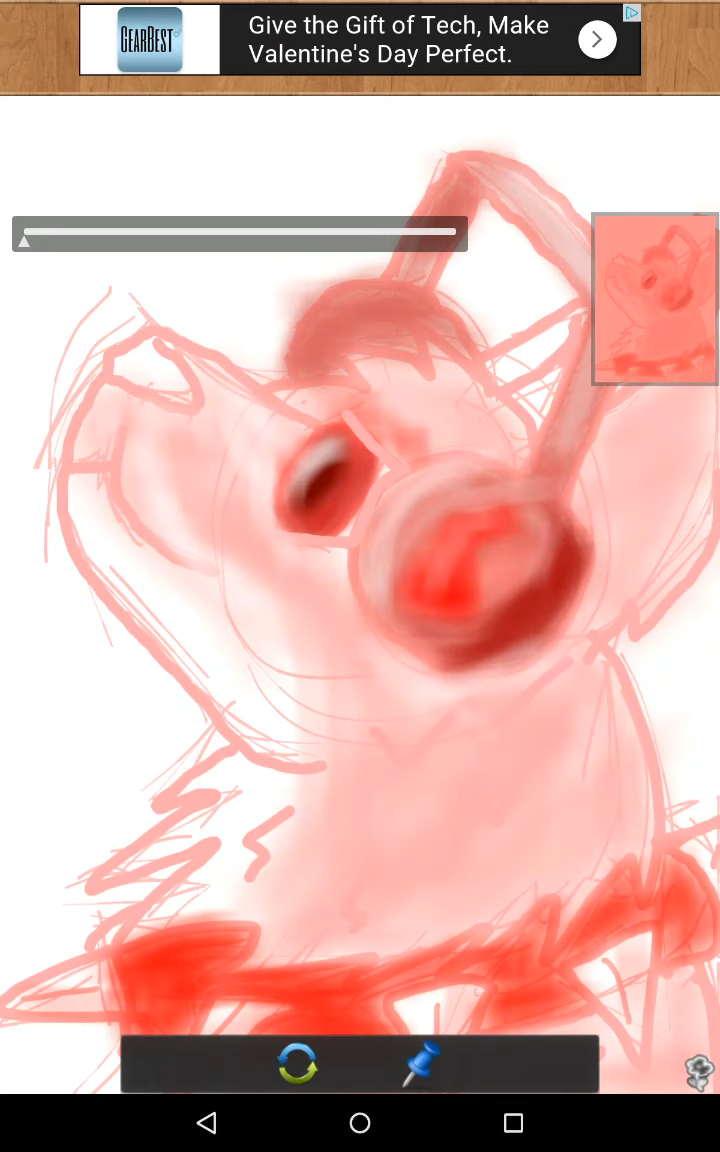 GEARBEST
Give the Gift of Tech, Make
Valentine's Day Perfect.